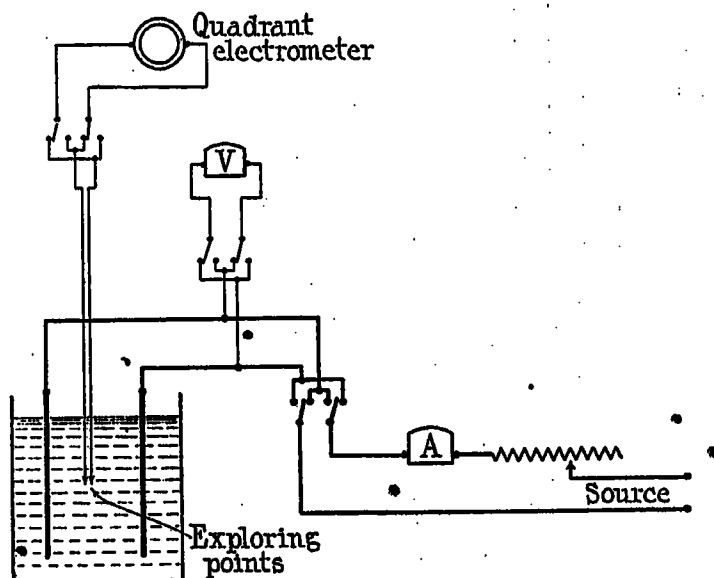 Quadrant
electrometer
V
A
Source
Exploring
points